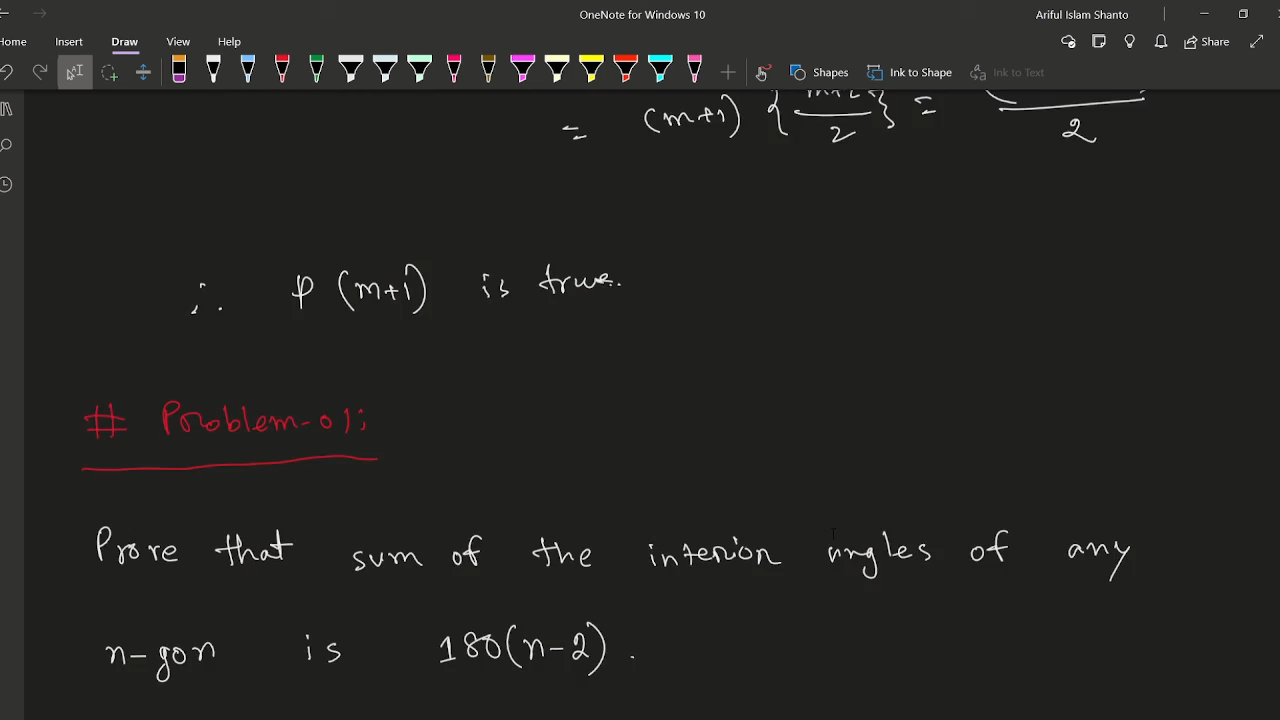 OneNote for Windows 10
Ariful Islam Shanto
Home Insert Draw View Help
Share
Shapes Ink to Shape Ink to Text
= (m+1) { m+2 / 2 } =  / 2
∴ P (m+1) is true.
# Problem-01:
Prove that sum of the interior angles of any
n-gon is 180(n-2).